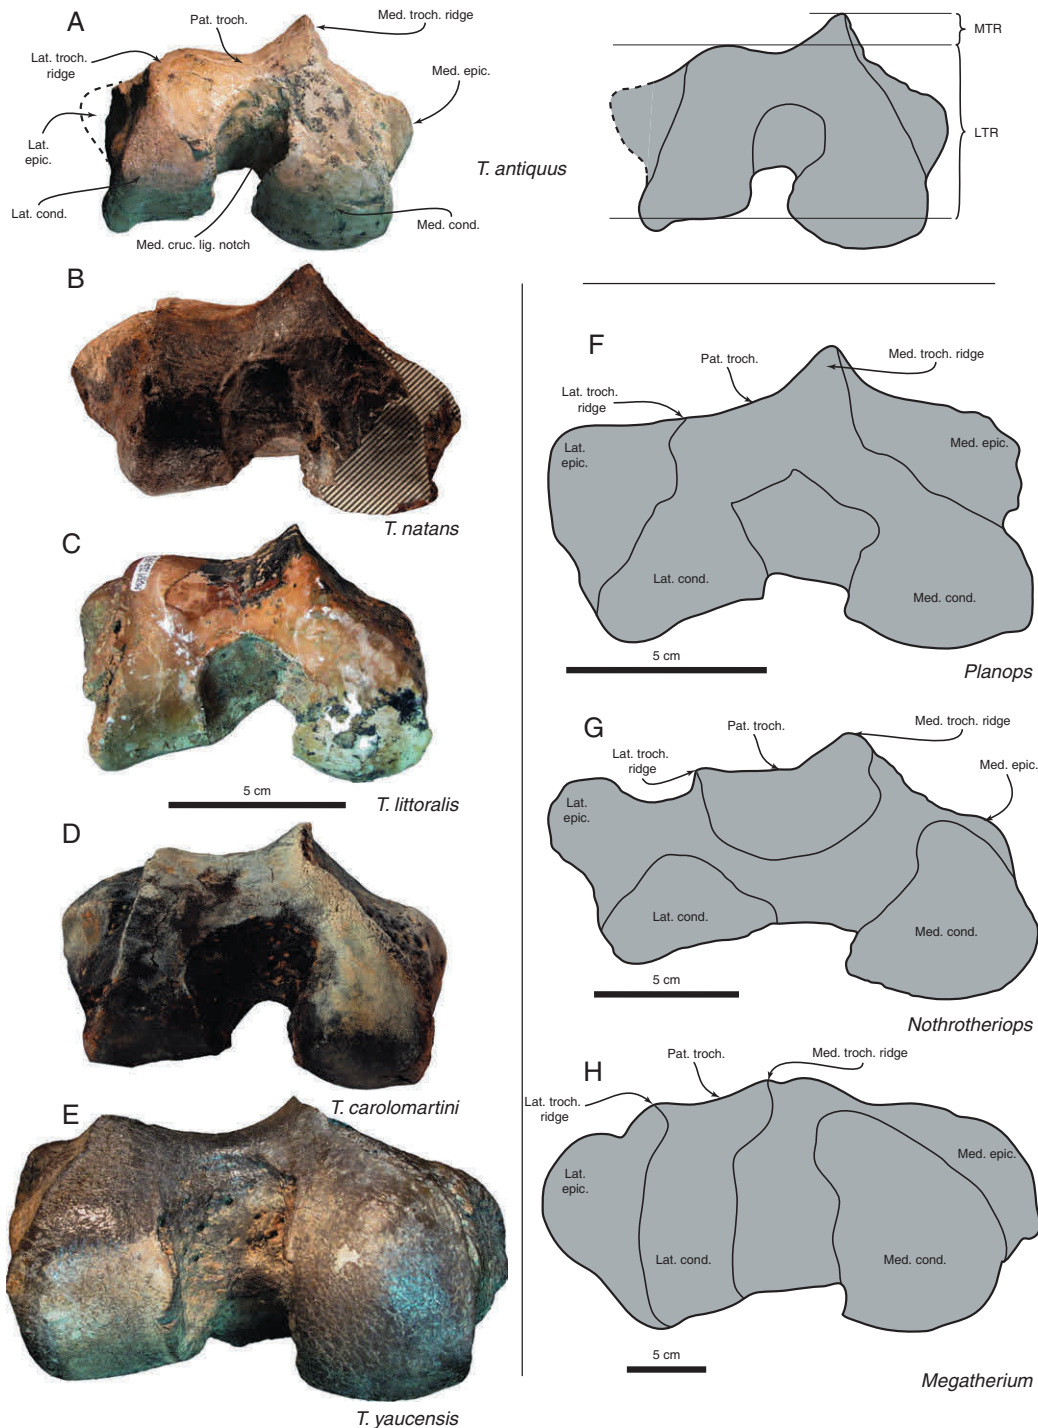 A
Pat. troch.
Med. troch. ridge
Lat. troch.
ridge
Med. epic.
Lat.
epic.
Lat. cond.
Med. cond.
Med. cruc. lig. notch
T. antiquus
MTR
LTR
B
T. natans
C
5 cm
T. littoralis
D
T. carolomartini
E
T. yaucensis
F
Pat. troch.
Med. troch. ridge
Lat. troch.
ridge
Lat.
epic.
Med. epic.
Lat. cond.
Med. cond.
5 cm
Planops
G
Pat. troch.
Med. troch. ridge
Lat. troch.
ridge
Med. epic.
Lat.
epic.
Lat. cond.
Med. cond.
5 cm
Nothrotheriops
H
Pat. troch.
Med. troch. ridge
Lat. troch.
ridge
Lat.
epic.
Med. epic.
Lat. cond.
Med. cond.
5 cm
Megatherium